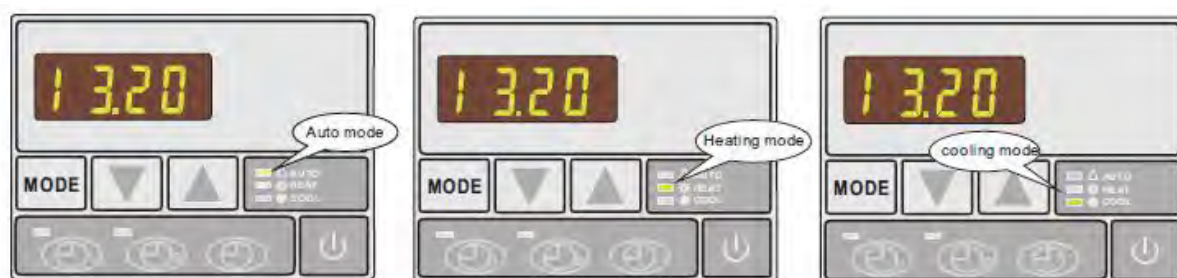 1 3.20
Auto mode
MODE
AUTO
HEAT
COOL
1 3.20
Heating mode
MODE
AUTO
HEAT
COOL
1 3.20
cooling mode
MODE
AUTO
HEAT
COOL